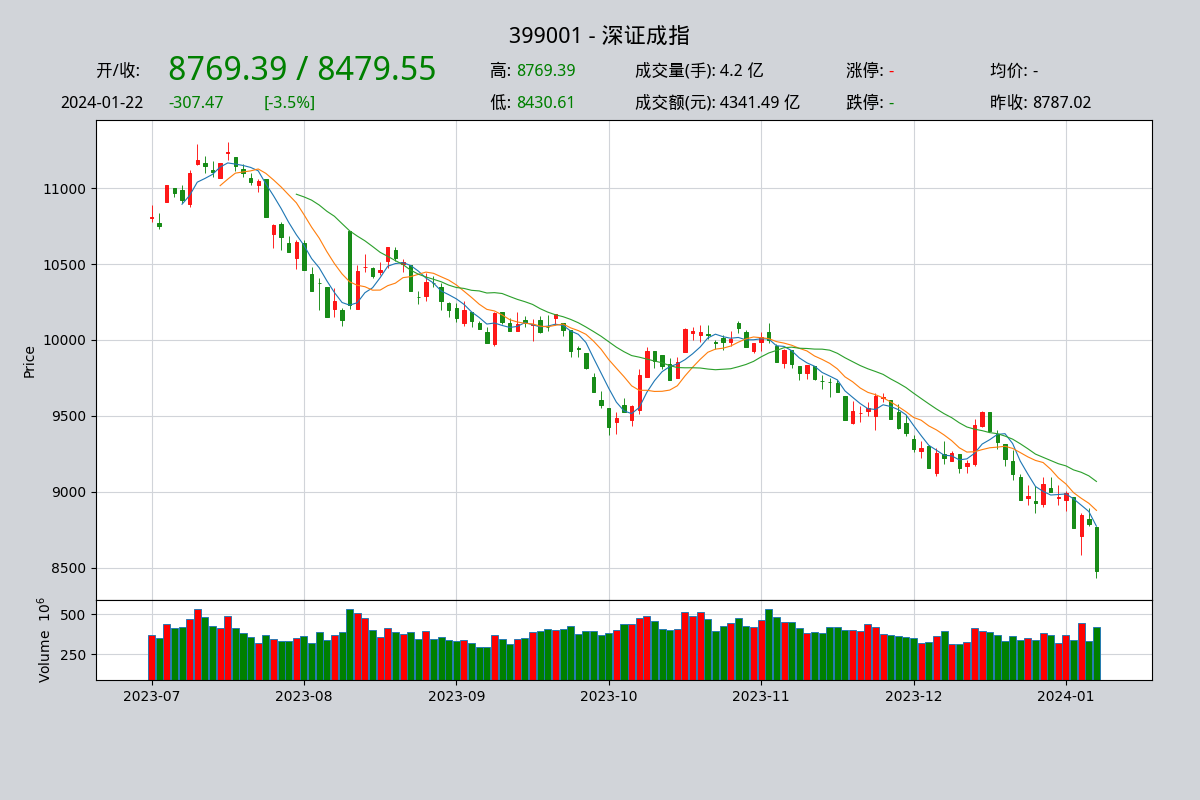 399001 - 深证成指
开/收: 8769.39 / 8479.55 高: 8769.39 成交量(手): 4.2 亿 涨停: - 均价: -
2024-01-22 -307.47 [-3.5%] 低: 8430.61 成交额(元): 4341.49 亿 跌停: - 昨收: 8787.02
11000
10500
10000
9500
9000
8500
Price
500
250
Volume 10^6
2023-07 2023-08 2023-09 2023-10 2023-11 2023-12 2024-01